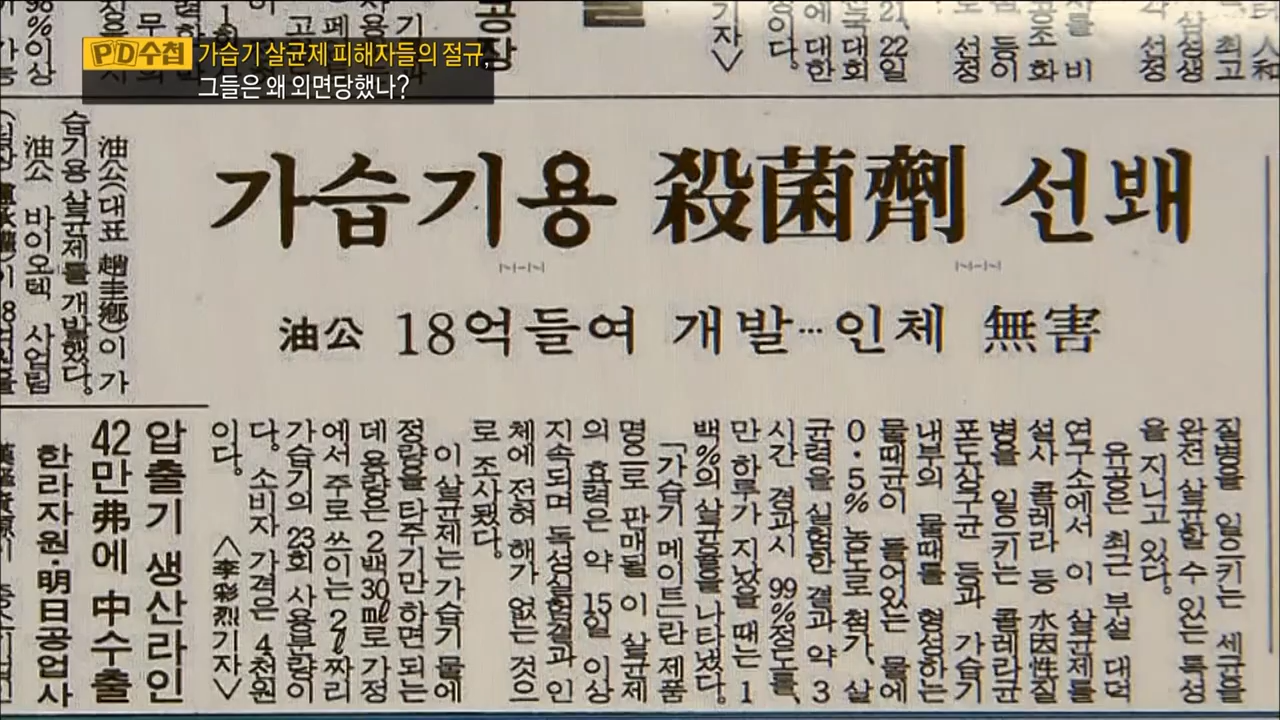 PD수첩 가습기 살균제 피해자들의 절규,
그들은 왜 외면당했나?
가습기용 殺菌劑 선봬
油公 18억들여 개발…인체 無害
油公(대표 趙圭鄕)이 가
습기용 살균제를 개발했다.
油公 바이오텍 사업팀
질병을 일으키는 세균을
완전 살균할 수 있는 특성
을 지니고 있다.
유공은 최근 부설 대덕
연구소에서 이 살균제를
설사 콜레라 등 水因性질
병을 일으키는 콜레라균
포도상구균 등과 가습기
내부의 물때를 형성하는
물때균이 들어있는 물에
0·5% 농도로 첨가, 살
균력을 실험한 결과 약 3
시간 경과시 99%정도를,
만 하루가 지났을 때는 1
백%의 살균율을 나타냈다.
「가습기 메이트」란 제품
명으로 판매될 이 살균제
의 효력은 약 15일 이상
지속되며 독성실험결과 인
체에 전혀 해가 없는 것으
로 조사됐다.
이 살균제는 가습기 물에
정량을 타주기만 하면 되는
데 용량은 2백30㎖로 가정
에서 주로 쓰이는 2ℓ짜리
가습기의 23회 사용분량이
다. 소비자 가격은 4천원
이다. <李彩烈기자>
압출기 생산라인
42만弗에 中수출
한라자원·明日공업사